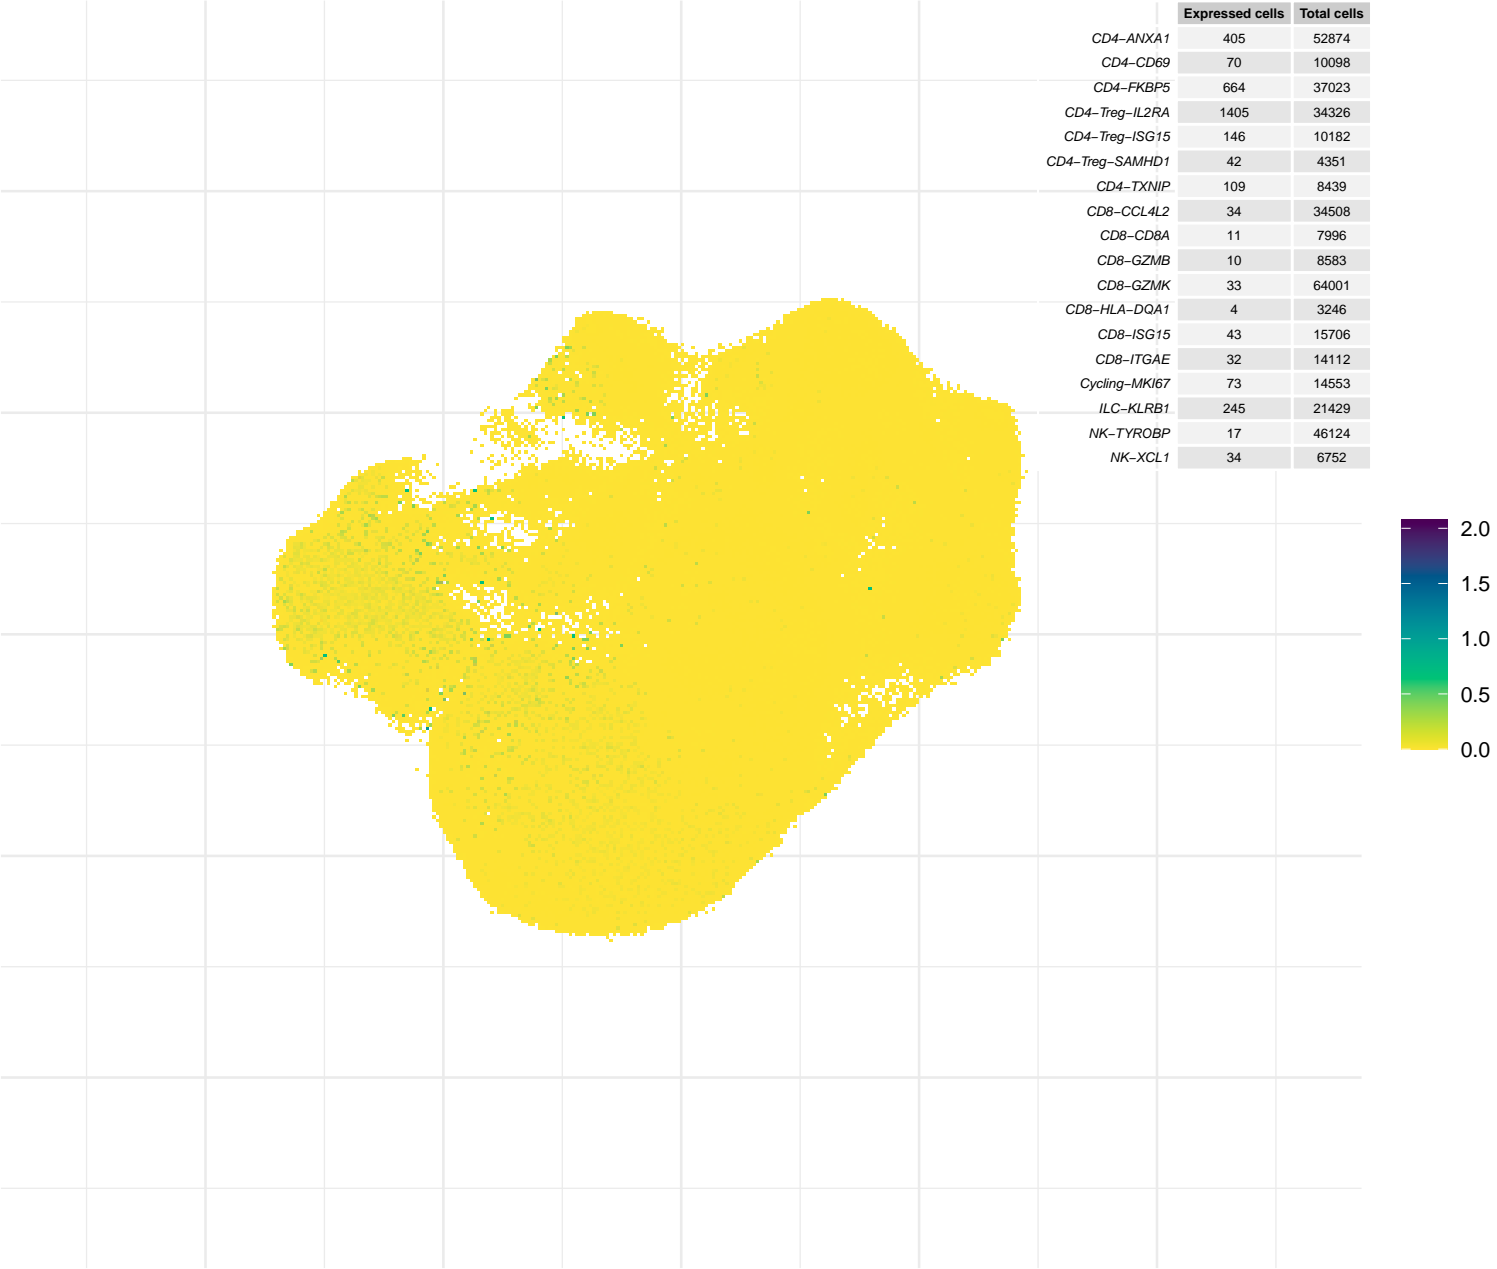 Expressed cells Total cells
CD4−ANXA1 405 52874
CD4−CD69 70 10098
CD4−FKBP5 664 37023
CD4−Treg−IL2RA 1405 34326
CD4−Treg−ISG15 146 10182
CD4−Treg−SAMHD1 42 4351
CD4−TXNIP 109 8439
CD8−CCL4L2 34 34508
CD8−CD8A 11 7996
CD8−GZMB 10 8583
CD8−GZMK 33 64001
CD8−HLA−DQA1 4 3246
CD8−ISG15 43 15706
CD8−ITGAE 32 14112
Cycling−MKI67 73 14553
ILC−KLRB1 245 21429
NK−TYROBP 17 46124
NK−XCL1 34 6752
2.0
1.5
1.0
0.5
0.0